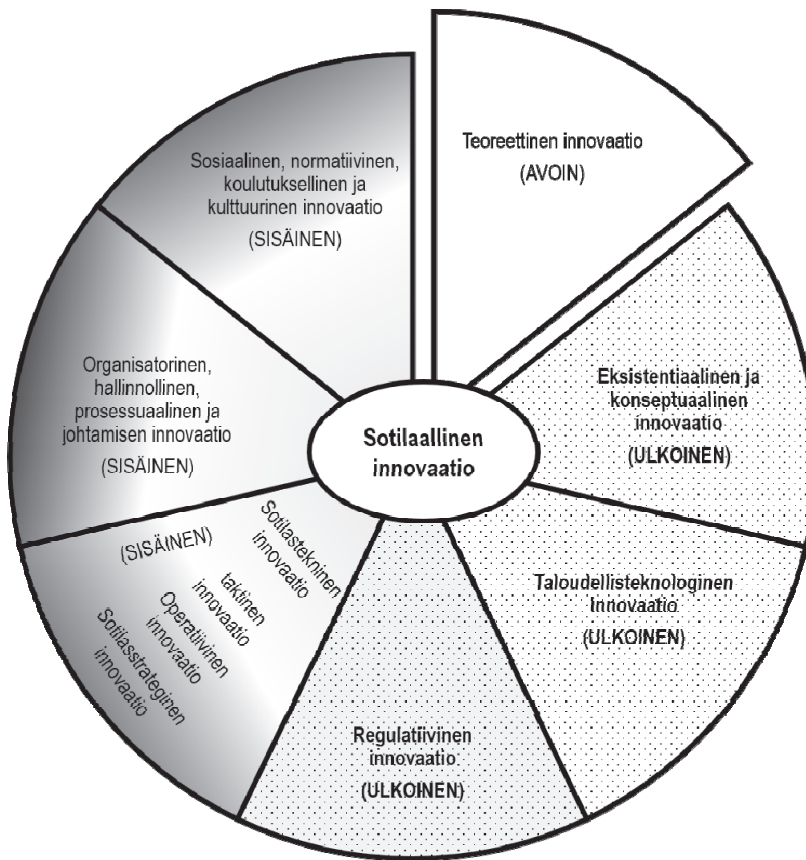 Teoreettinen innovaatio
(AVOIN)
Eksistentiaalinen ja
konseptuaalinen
innovaatio
(ULKOINEN)
Taloudellisteknologinen
innovaatio
(ULKOINEN)
Regulatiivinen
innovaatio
(ULKOINEN)
(SISÄINEN)
Sotilastekninen
innovaatio
taktinen
innovaatio
Operatiivinen
innovaatio
Sotilasstrateginen
innovaatio
Organisatorinen,
hallinnollinen,
prosessuaalinen ja
johtamisen innovaatio
(SISÄINEN)
Sosiaalinen, normatiivinen,
koulutuksellinen ja
kulttuurinen innovaatio
(SISÄINEN)
Sotilaallinen
innovaatio